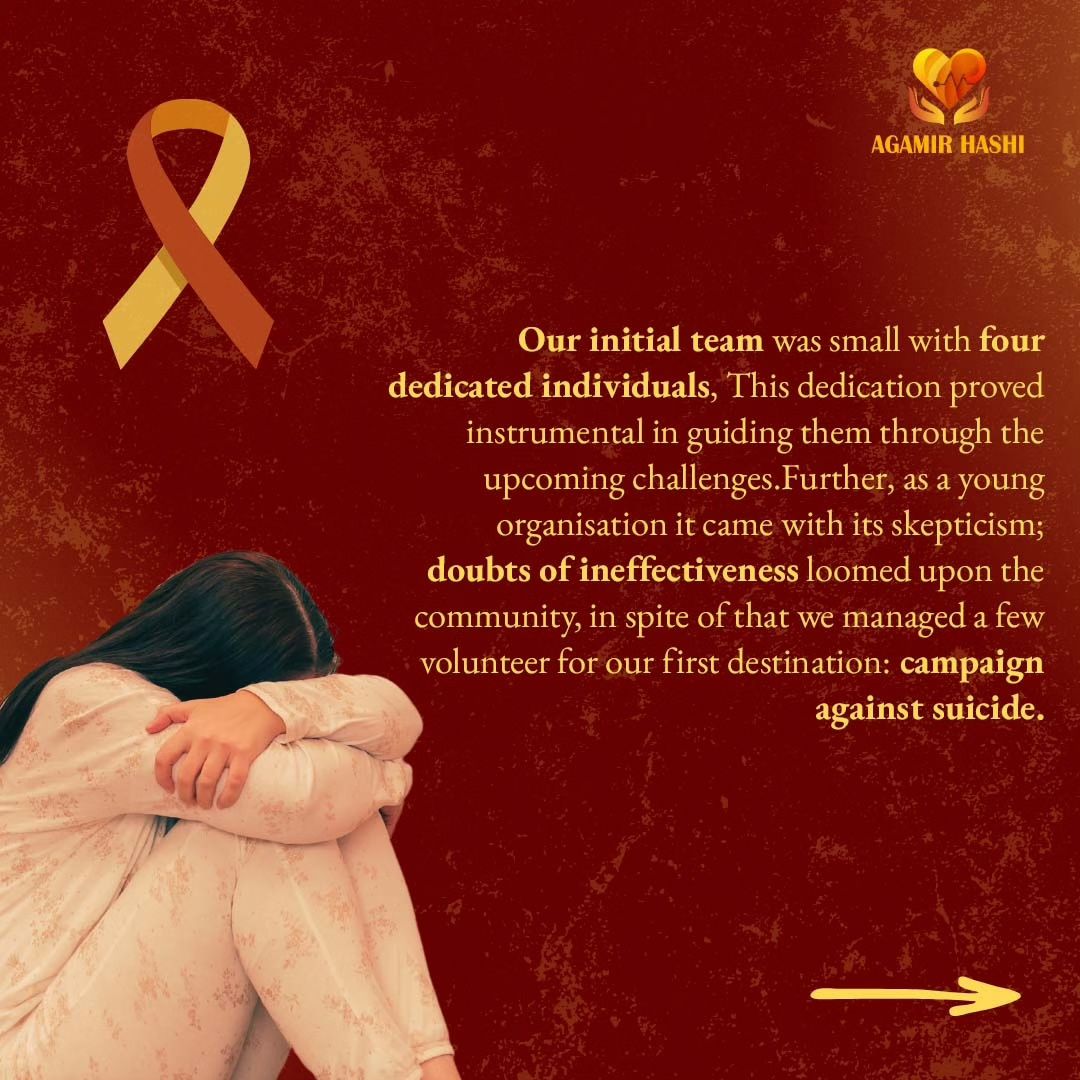 AGAMIR HASHI
Our initial team was small with four
dedicated individuals, This dedication proved
instrumental in guiding them through the
upcoming challenges.Further, as a young
organisation it came with its skepticism;
doubts of ineffectiveness loomed upon the
community, in spite of that we managed a few
volunteer for our first destination: campaign
against suicide.